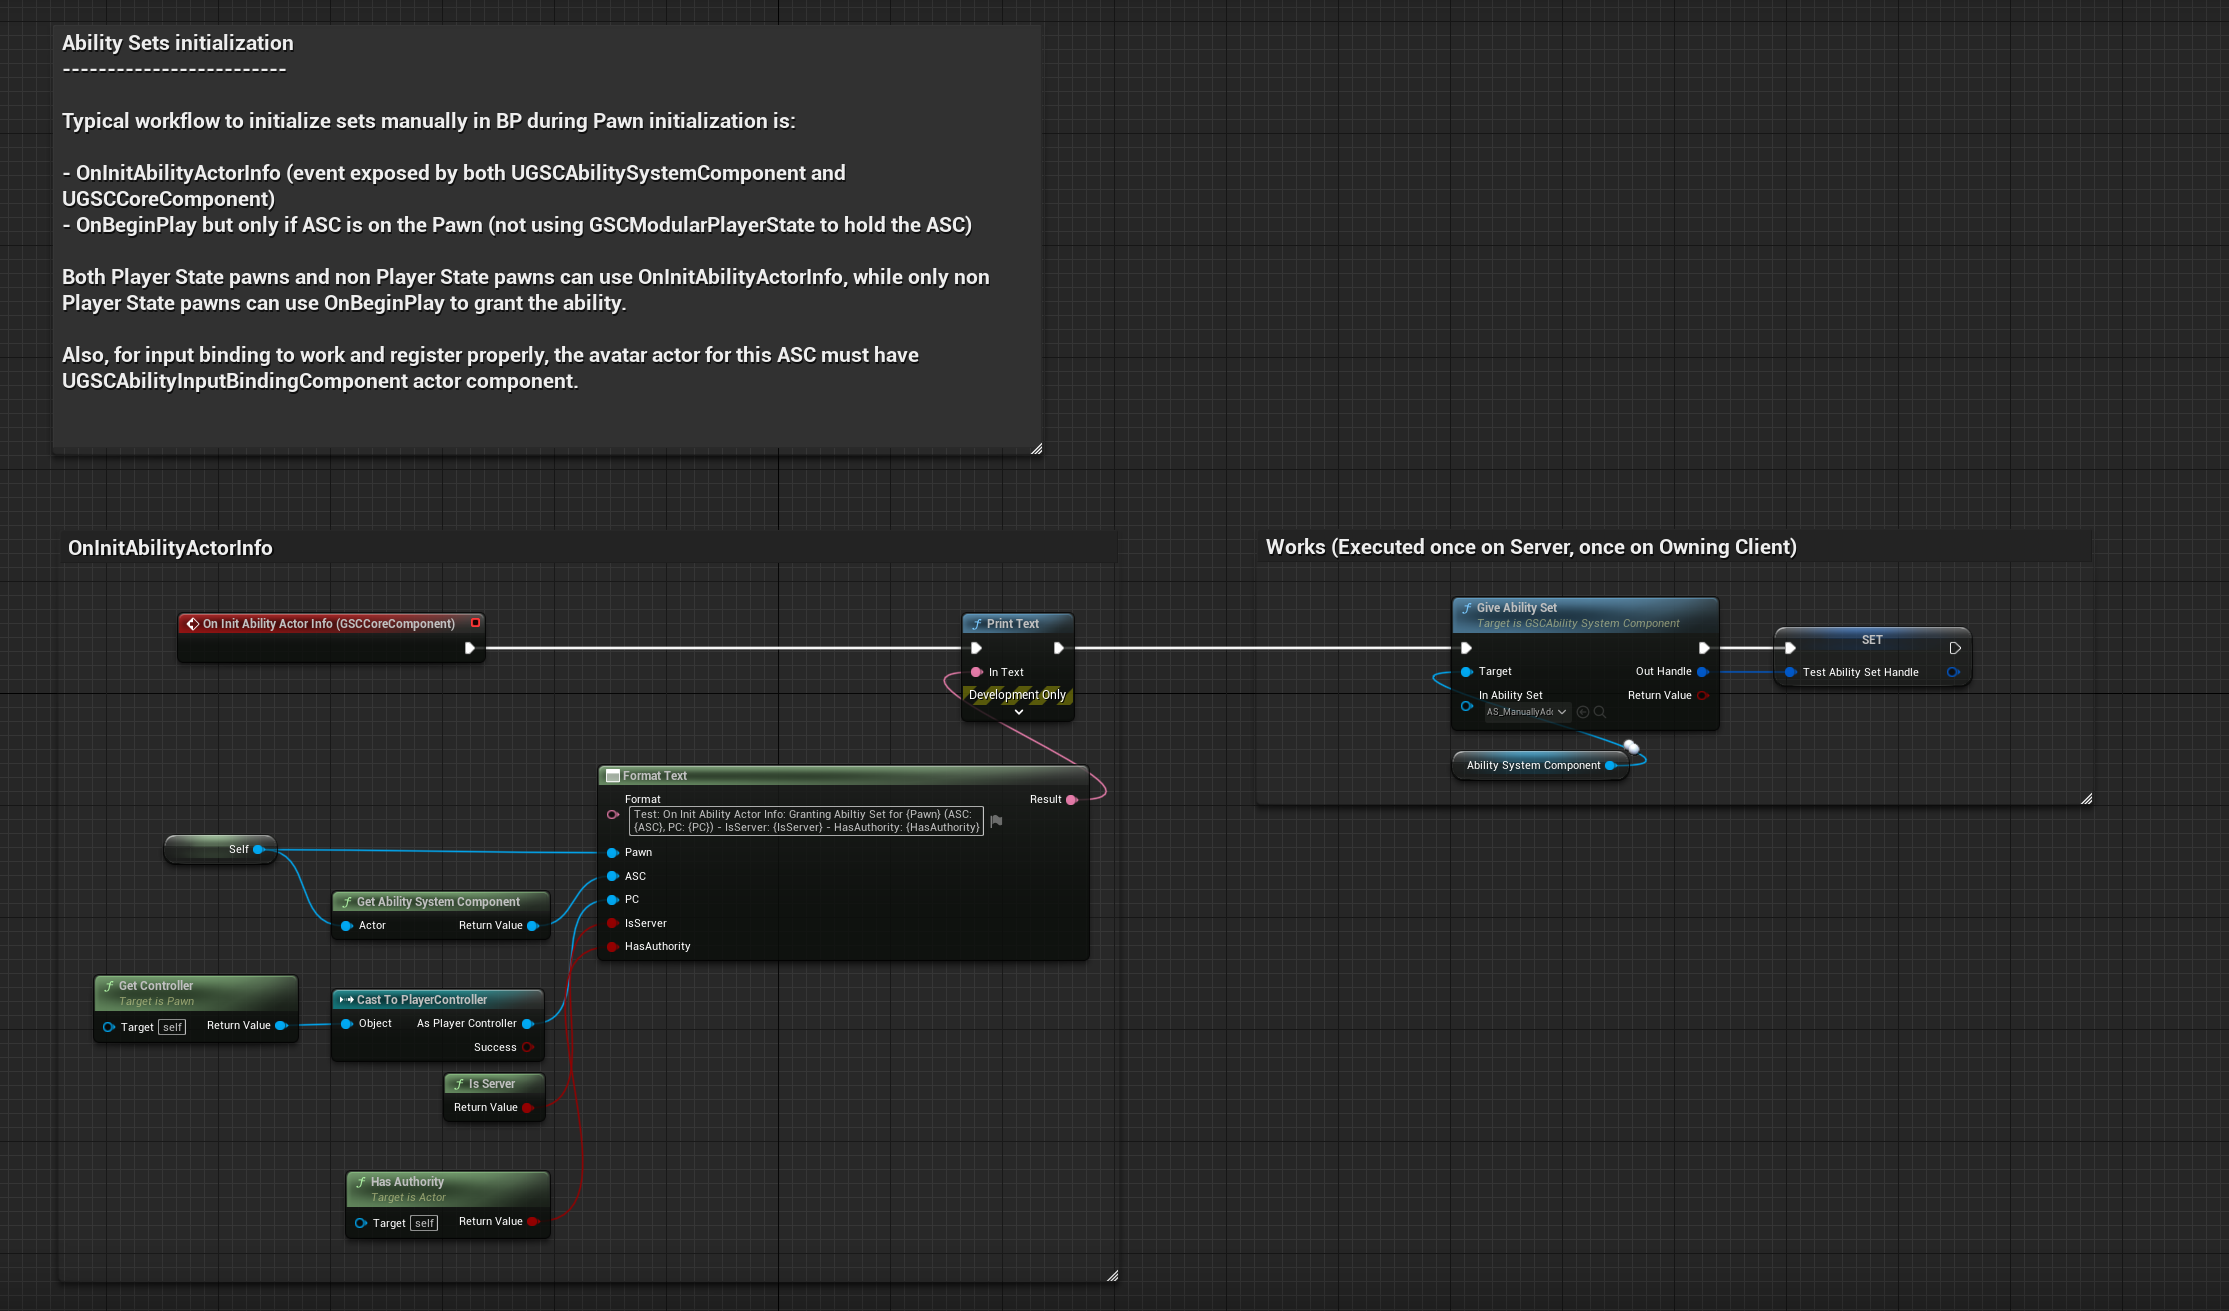 Ability Sets initialization
-------------------------
Typical workflow to initialize sets manually in BP during Pawn initialization is:
- OnInitAbilityActorInfo (event exposed by both UGSCAbilitySystemComponent and
UGSCCoreComponent)
- OnBeginPlay but only if ASC is on the Pawn (not using GSCModularPlayerState to hold the ASC)
Both Player State pawns and non Player State pawns can use OnInitAbilityActorInfo, while only non
Player State pawns can use OnBeginPlay to grant the ability.
Also, for input binding to work and register properly, the avatar actor for this ASC must have
UGSCAbilityInputBindingComponent actor component.
OnInitAbilityActorInfo
On Init Ability Actor Info (GSCCoreComponent)
Print Text
In Text
Development Only
Format Text
Format
Result
Test: On Init Ability Actor Info: Granting Abiltiy Set for {Pawn} (ASC:
{ASC}, PC: {PC}) - IsServer: {IsServer} - HasAuthority: {HasAuthority}
Pawn
ASC
PC
IsServer
HasAuthority
Self
Get Ability System Component
Actor
Return Value
Get Controller
Target is Pawn
Target
self
Return Value
Cast To PlayerController
Object
As Player Controller
Success
Is Server
Return Value
Has Authority
Target is Actor
Target
self
Return Value
Works (Executed once on Server, once on Owning Client)
Give Ability Set
Target is GSCAbility System Component
Target
Out Handle
In Ability Set
Return Value
Ability System Component
SET
Test Ability Set Handle